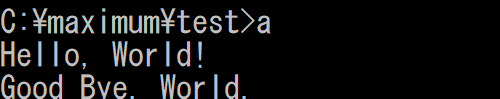 C:¥maximum¥test>a
Hello, World!
Good Bye. World.